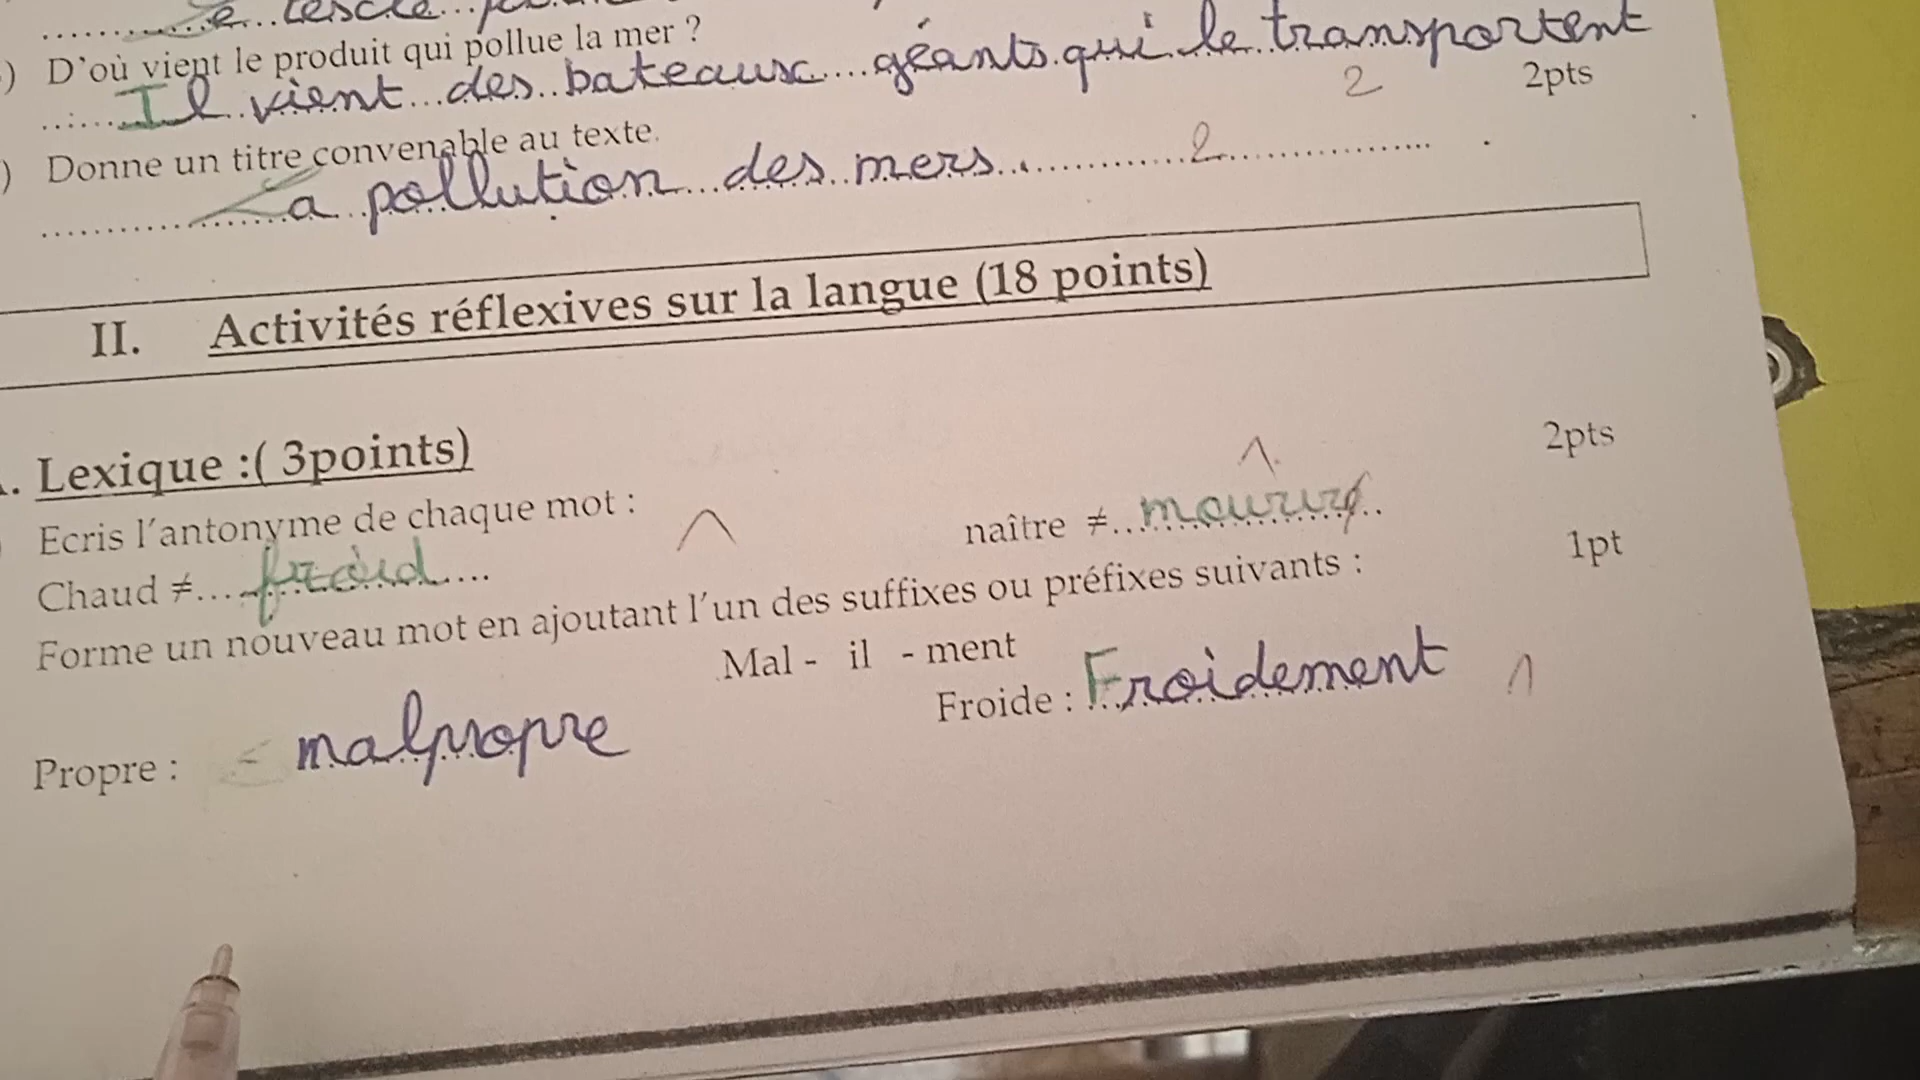 D'où vient le produit qui pollue la mer ?
Il vient des bateaux géants qui le transportent
2 2pts
Donne un titre convenable au texte.
La pollution des mers. 2
II. Activités réflexives sur la langue (18 points)
Lexique :( 3points)
2pts
Ecris l'antonyme de chaque mot :
1 1
Chaud ≠ froid naître ≠ mourir
Forme un nouveau mot en ajoutant l'un des suffixes ou préfixes suivants : 1pt
Mal - il - ment
Propre : malpropre Froide : Froidement 1